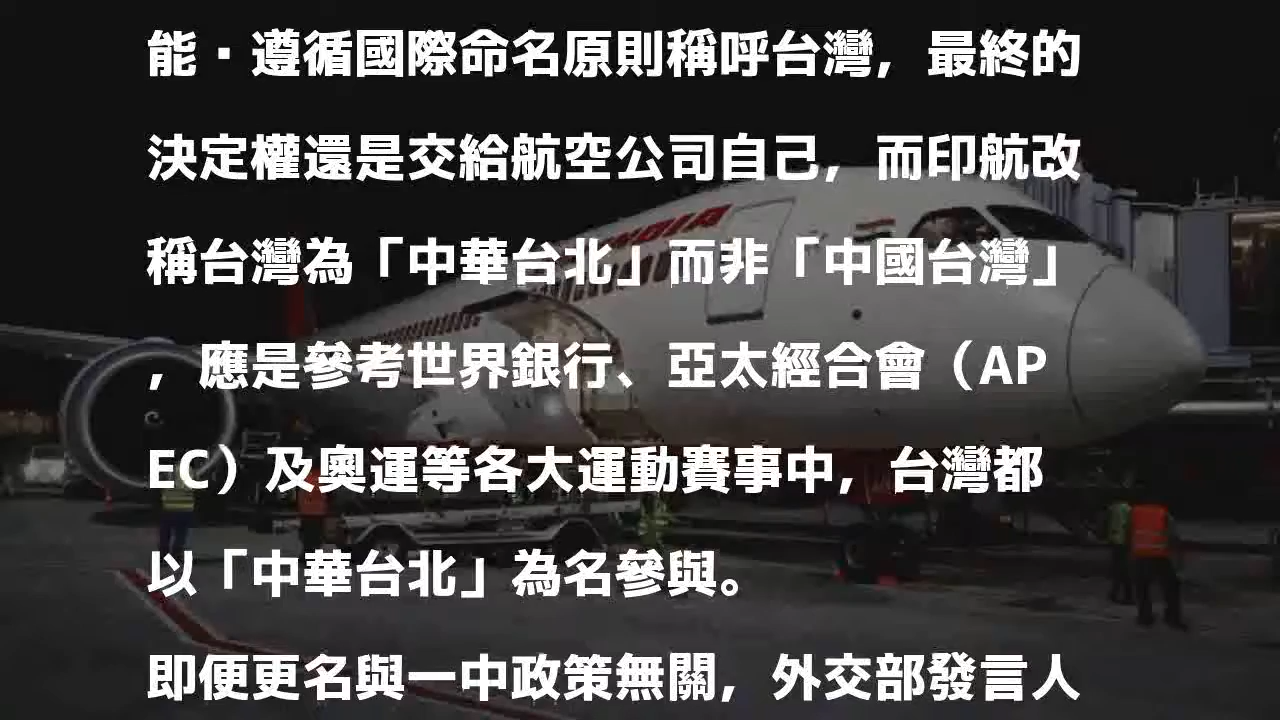 能·遵循國際命名原則稱呼台灣，最終的
決定權還是交給航空公司自己，而印航改
稱台灣為「中華台北」而非「中國台灣」
，應是參考世界銀行、亞太經合會（AP
EC）及奧運等各大運動賽事中，台灣都
以「中華台北」為名參與。
即便更名與一中政策無關，外交部發言人